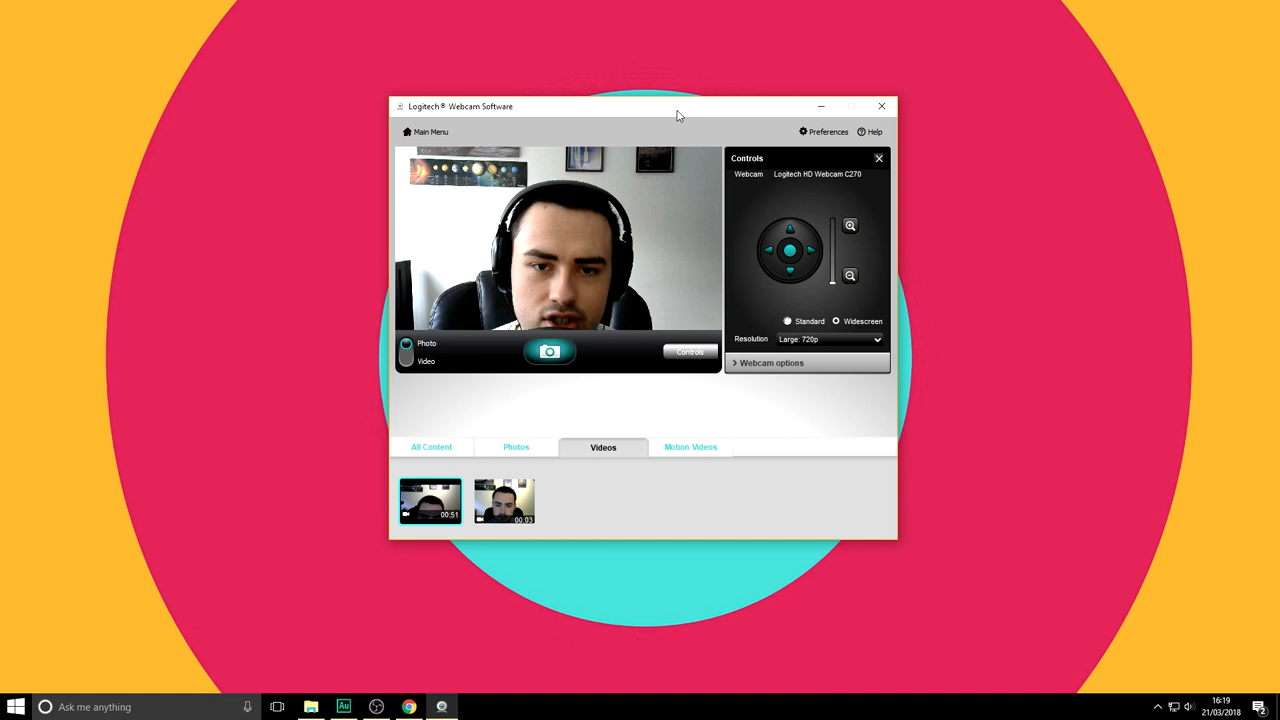 Logitech® Webcam Software
Main Menu
Preferences
Help
Controls
Webcam Logitech HD Webcam C270
Standard
Widescreen
Resolution Large: 720p
Webcam options
Photo
Video
Controls
All Content
Photos
Videos
Motion Videos
00:51
00:03
Ask me anything
Au
16:19
21/03/2018
2